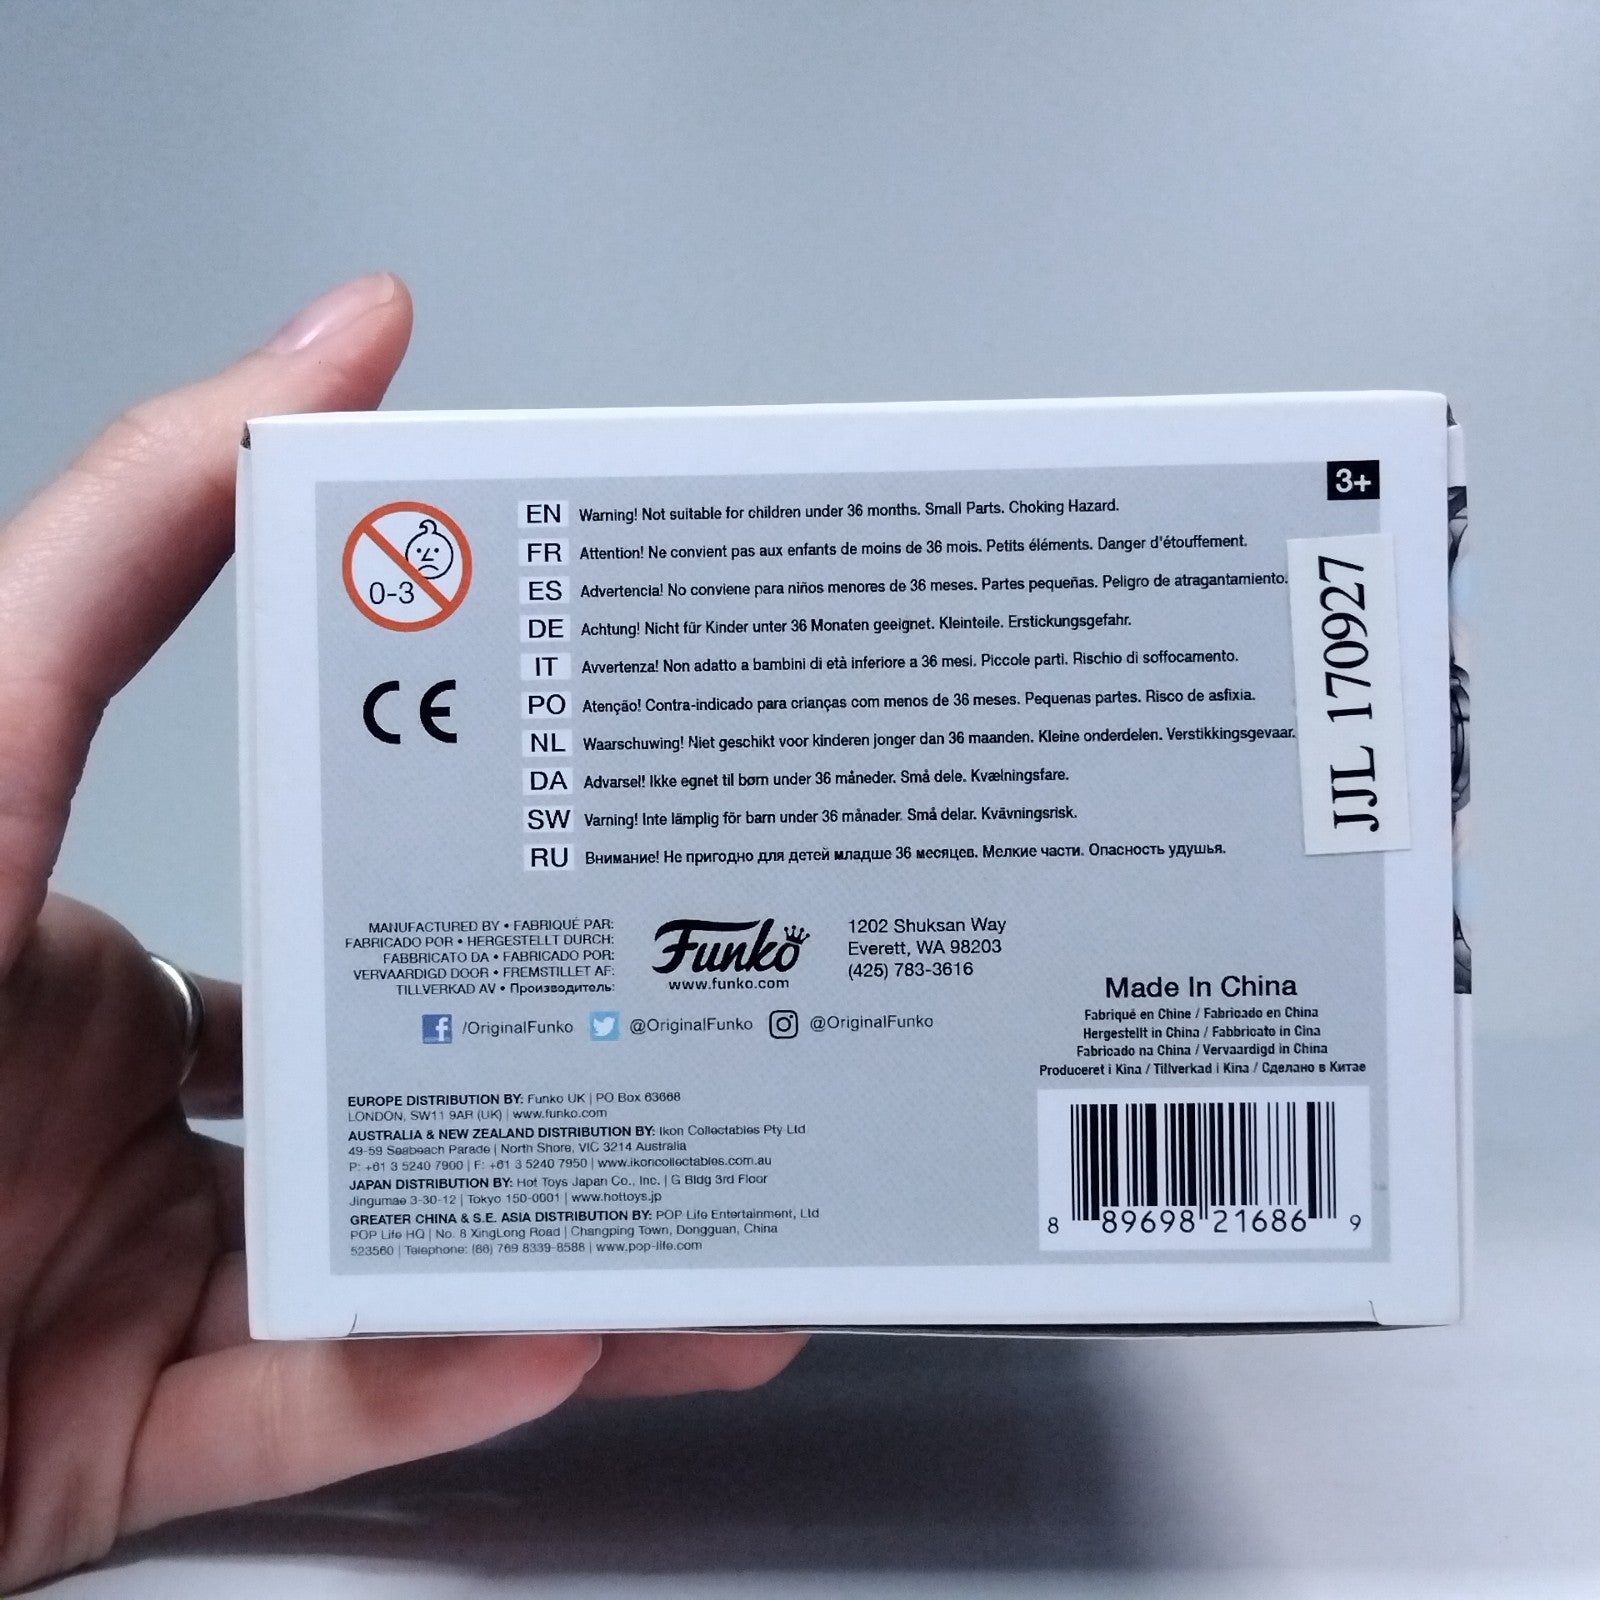 3+
0-3
EN Warning! Not suitable for children under 36 months. Small Parts. Choking Hazard.
FR Attention! Ne convient pas aux enfants de moins de 36 mois. Petits éléments. Danger d'étouffement.
ES Advertencia! No conviene para niños menores de 36 meses. Partes pequeñas. Peligro de atragantamiento.
DE Achtung! Nicht für Kinder unter 36 Monaten geeignet. Kleinteile. Erstickungsgefahr.
IT Avvertenza! Non adatto a bambini di età inferiore a 36 mesi. Piccole parti. Rischio di soffocamento.
PO Atenção! Contra-indicado para crianças com menos de 36 meses. Pequenas partes. Risco de asfixia.
NL Waarschuwing! Niet geschikt voor kinderen jonger dan 36 maanden. Kleine onderdelen. Verstikkingsgevaar.
DA Advarsel! Ikke egnet til børn under 36 måneder. Små dele. Kvælningsfare.
SW Varning! Inte lämplig för barn under 36 månader. Små delar. Kvävningsrisk.
RU Внимание! Не пригодно для детей младше 36 месяцев. Мелкие части. Опасность удушья.
CE
JJL 170927
MANUFACTURED BY • FABRIQUÉ PAR:
FABRICADO POR • HERGESTELLT DURCH:
FABBRICATO DA • FABRICADO POR:
VERVAARDIGD DOOR • FREMSTILLET AF:
TILLVERKAD AV • Производитель:
Funko
www.funko.com
1202 Shuksan Way
Everett, WA 98203
(425) 783-3616
/OriginalFunko @OriginalFunko @OriginalFunko
Made In China
Fabriqué en Chine / Fabricado en China
Hergestellt in China / Fabbricato in Cina
Fabricado na China / Vervaardigd in China
Produceret i Kina / Tillverkad i Kina / Сделано в Китае
EUROPE DISTRIBUTION BY: Funko UK | PO Box 63668
LONDON, SW11 9AR (UK) | www.funko.com
AUSTRALIA & NEW ZEALAND DISTRIBUTION BY: Ikon Collectables Pty Ltd
49-59 Seabeach Parade | North Shore, VIC 3214 Australia
P: +61 3 5240 7900 | F: +61 3 5240 7950 | www.ikoncollectables.com.au
JAPAN DISTRIBUTION BY: Hot Toys Japan Co., Inc. | G Bldg 3rd Floor
Jingumae 3-30-12 | Tokyo 150-0001 | www.hottoys.jp
GREATER CHINA & S.E. ASIA DISTRIBUTION BY: POP Life Entertainment, Ltd
POP Life HQ | No. 8 XingLong Road | Changping Town, Dongguan, China
523560 | Telephone: (86) 769 8339-8586 | www.pop-life.com
8 89698 21686 9